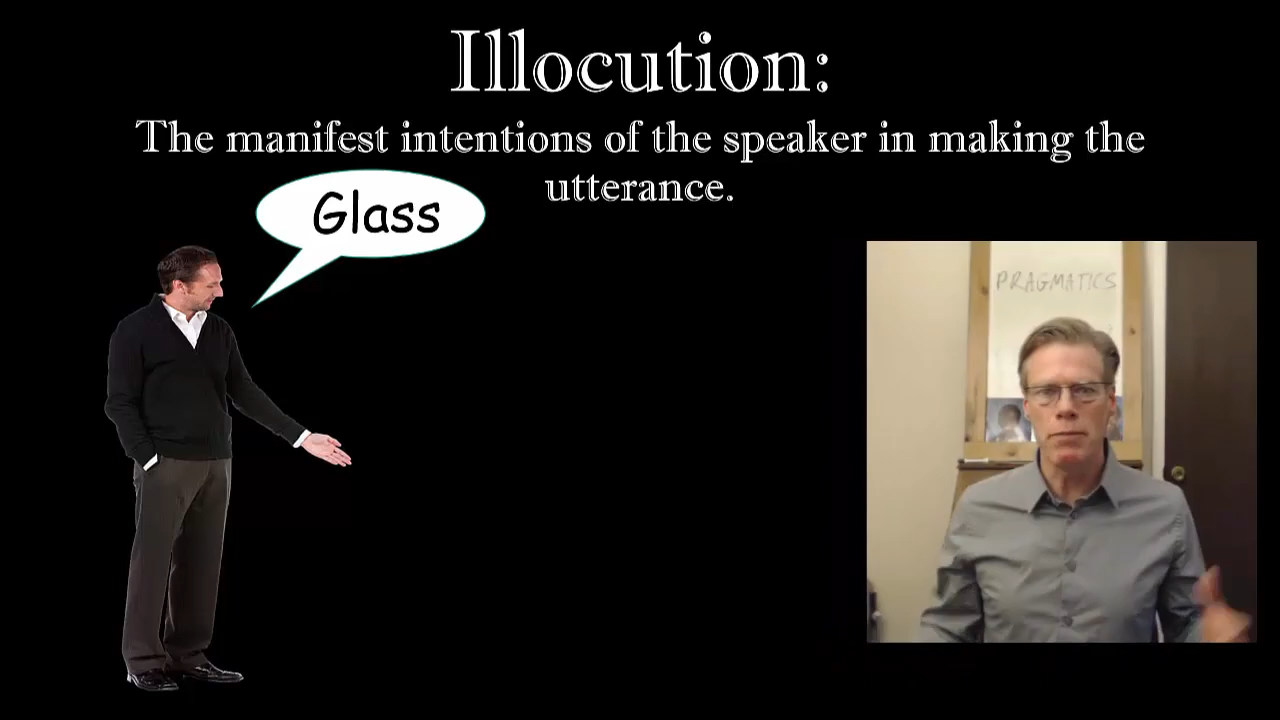 Illocution:
The manifest intentions of the speaker in making the
utterance.
Glass
PRAGMATICS